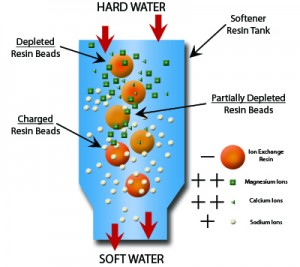 HARD WATER
Softener
Resin Tank
Depleted
Resin Beads
Partially Depleted
Resin Beads
Charged
Resin Beads
− Ion Exchange
Resin
++ Magnesium Ions
++ Calcium Ions
+ Sodium Ions
SOFT WATER